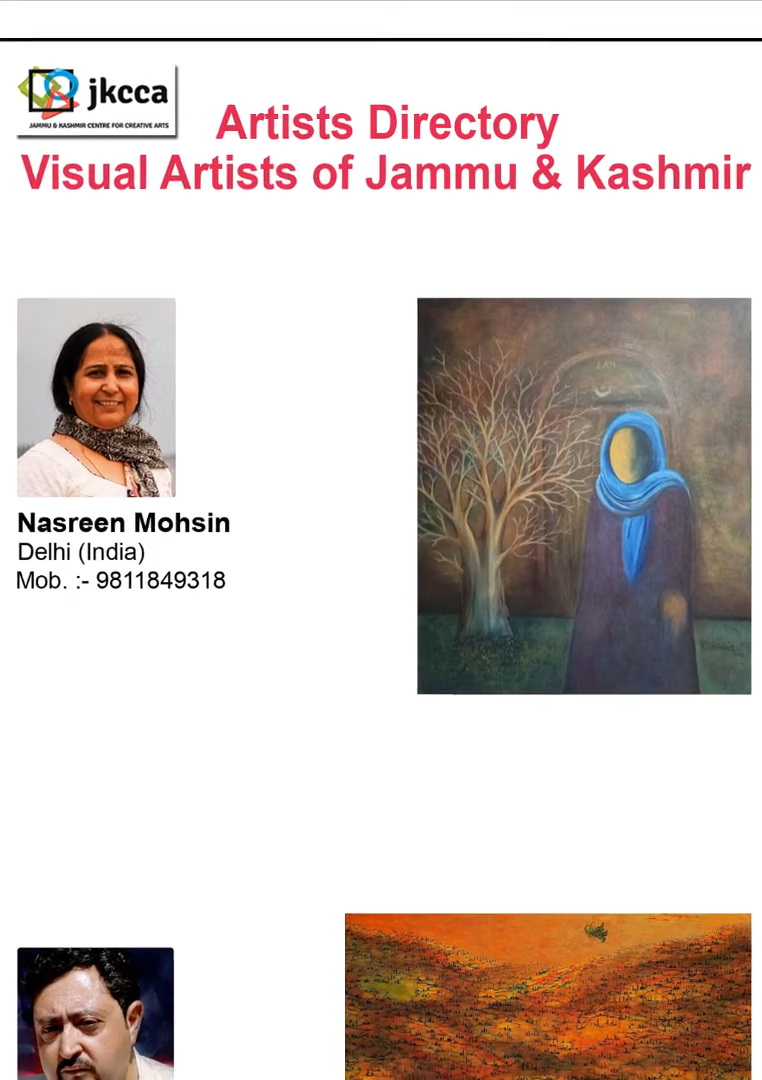 jkcca
JAMMU & KASHMIR CENTRE FOR CREATIVE ARTS
Artists Directory
Visual Artists of Jammu & Kashmir
Nasreen Mohsin
Delhi (India)
Mob. :- 9811849318